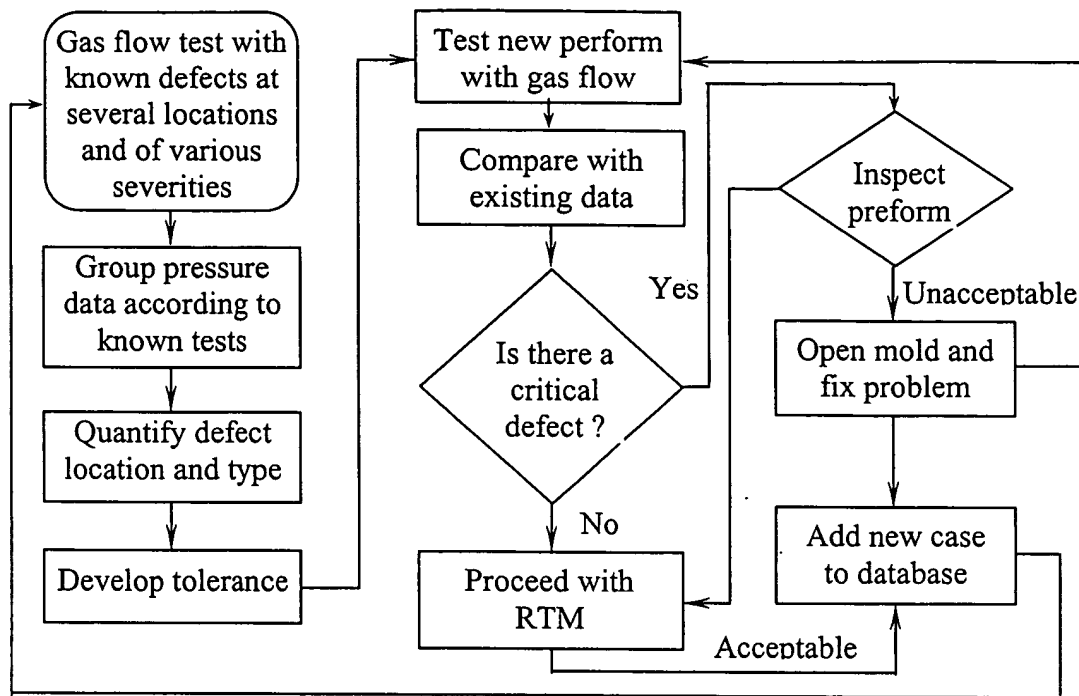 Gas flow test with
known defects at
several locations
and of various
severities
Group pressure
data according to
known tests
Quantify defect
location and type
Develop tolerance
Test new perform
with gas flow
Compare with
existing data
Is there a
critical
defect ?
Yes
No
Proceed with
RTM
Acceptable
Inspect
preform
Unacceptable
Open mold and
fix problem
Add new case
to database